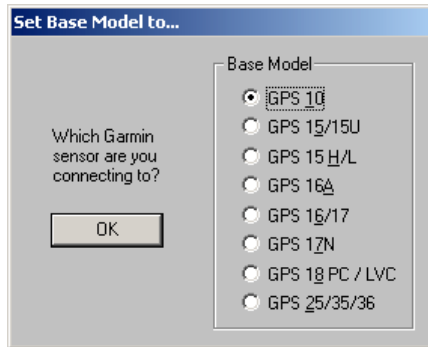 Set Base Model to...
Which Garmin
sensor are you
connecting to?
OK
Base Model
GPS 10
GPS 15/15U
GPS 15 H/L
GPS 16A
GPS 16/17
GPS 17N
GPS 18 PC / LVC
GPS 25/35/36